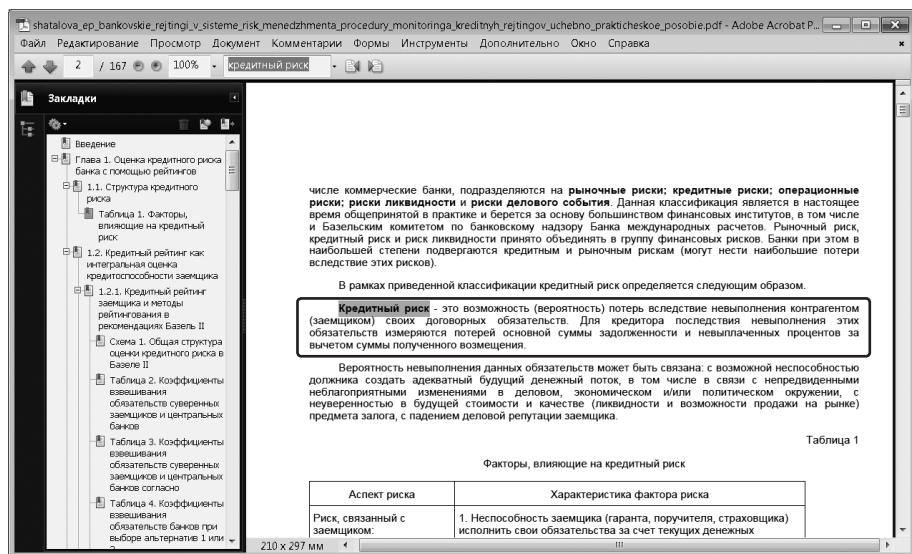 shatalova_ep_bankovskie_rejtingi_v_sisteme_risk_menedzhmenta_procedury_monitoringa_kreditnyh_rejtingov_uchebno_prakticheskoe_posobie.pdf - Adobe Acrobat P...
Файл Редактирование Просмотр Документ Комментарии Формы Инструменты Дополнительно Окно Справка
2 / 167 100% кредитный риск
Закладки
Введение
Глава 1. Оценка кредитного риска
банка с помощью рейтингов
1.1. Структура кредитного
риска
Таблица 1. Факторы,
влияющие на кредитный
риск
1.2. Кредитный рейтинг как
интегральная оценка
кредитоспособности заемщика
1.2.1. Кредитный рейтинг
заемщика и методы
рейтингования в
рекомендациях Базель II
Схема 1. Общая структура
оценки кредитного риска в
Базеле II
Таблица 2. Коэффициенты
взвешивания
обязательств суверенных
заемщиков и центральных
банков
Таблица 3. Коэффициенты
взвешивания
обязательств суверенных
заемщиков и центральных
банков согласно
Таблица 4. Коэффициенты
взвешивания
обязательств банков при
выборе альтернатив 1 или
числе коммерческие банки, подразделяются на рыночные риски; кредитные риски; операционные
риски; риски ликвидности и риски делового события. Данная классификация является в настоящее
время общепринятой в практике и берется за основу большинством финансовых институтов, в том числе
и Базельским комитетом по банковскому надзору Банка международных расчетов. Рыночный риск,
кредитный риск и риск ликвидности принято объединять в группу финансовых рисков. Банки при этом в
наибольшей степени подвергаются кредитным и рыночным рискам (могут нести наибольшие потери
вследствие этих рисков).
В рамках приведенной классификации кредитный риск определяется следующим образом.
Кредитный риск - это возможность (вероятность) потерь вследствие невыполнения контрагентом
(заемщиком) своих договорных обязательств. Для кредитора последствия невыполнения этих
обязательств измеряются потерей основной суммы задолженности и невыплаченных процентов за
вычетом суммы полученного возмещения.
Вероятность невыполнения данных обязательств может быть связана: с возможной неспособностью
должника создать адекватный будущий денежный поток, в том числе в связи с непредвиденными
неблагоприятными изменениями в деловом, экономическом и/или политическом окружении, с
неуверенностью в будущей стоимости и качестве (ликвидности и возможности продажи на рынке)
предмета залога, с падением деловой репутации заемщика.
Таблица 1
Факторы, влияющие на кредитный риск
Аспект риска Характеристика фактора риска
Риск, связанный с 1. Неспособность заемщика (гаранта, поручителя, страховщика)
заемщиком: исполнить свои обязательства за счет текущих денежных
210 x 297 мм